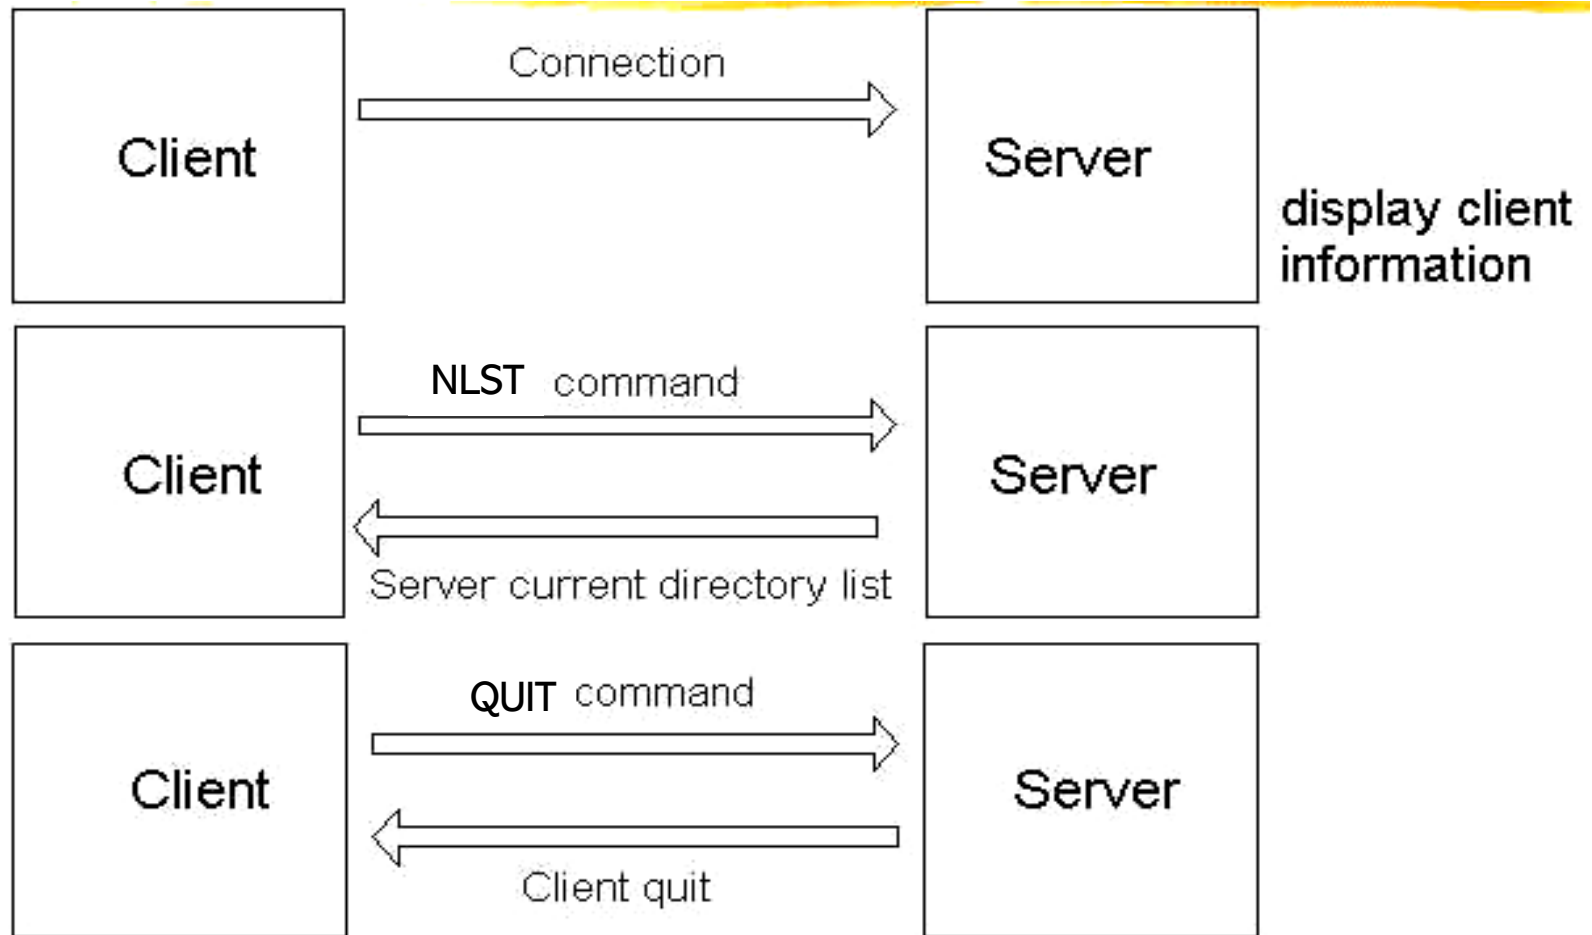 Connection
Client
Server
display client
information
NLST command
Client
Server
Server current directory list
QUIT command
Client
Server
Client quit